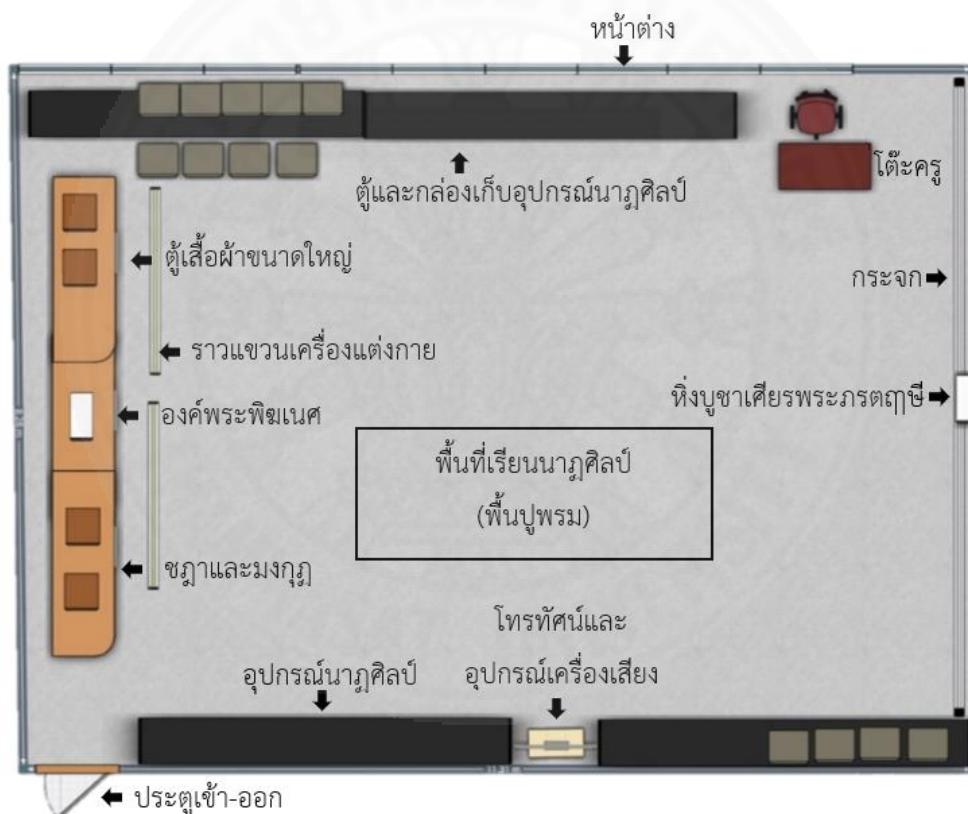 หน้าต่าง
โต๊ะครู
ตู้และกล่องเก็บอุปกรณ์นาฏศิลป์
ตู้เสื้อผ้าขนาดใหญ่
กระจก
ราวแขวนเครื่องแต่งกาย
หิ้งบูชาเศียรพระภรตฤๅษี
องค์พระพิฆเนศ
พื้นที่เรียนนาฏศิลป์
(พื้นปูพรม)
ชฎาและมงกุฎ
โทรทัศน์และ
อุปกรณ์เครื่องเสียง
อุปกรณ์นาฏศิลป์
ประตูเข้า-ออก